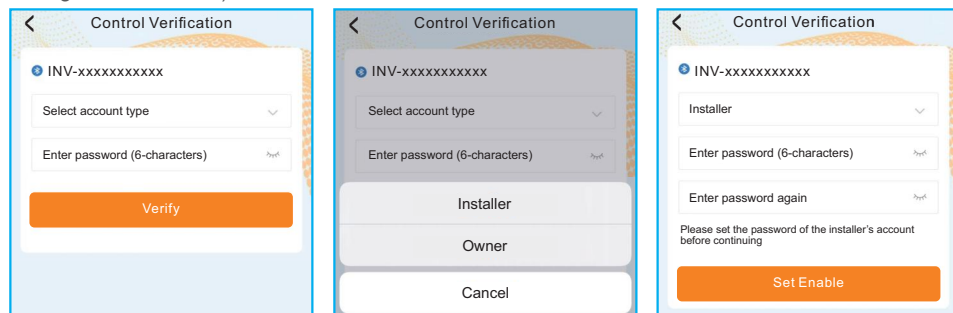 Control Verification
INV-xxxxxxxxxxx
Select account type
Enter password (6-characters)
Verify
Control Verification
INV-xxxxxxxxxxx
Select account type
Enter password (6-characters)
Installer
Owner
Cancel
Control Verification
INV-xxxxxxxxxxx
Installer
Enter password (6-characters)
Enter password again
Please set the password of the installer's account
before continuing
Set Enable